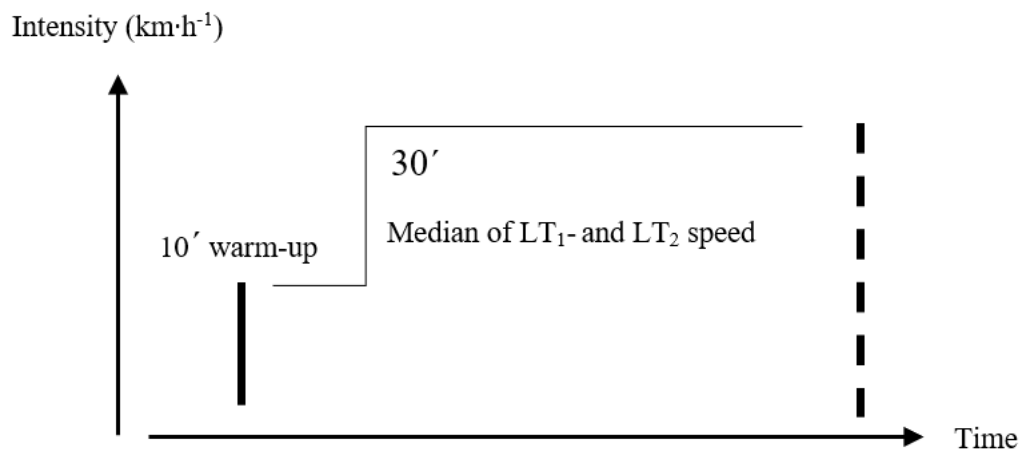 Intensity (km·h⁻¹)
30´
10´ warm-up
Median of LT₁- and LT₂ speed
Time